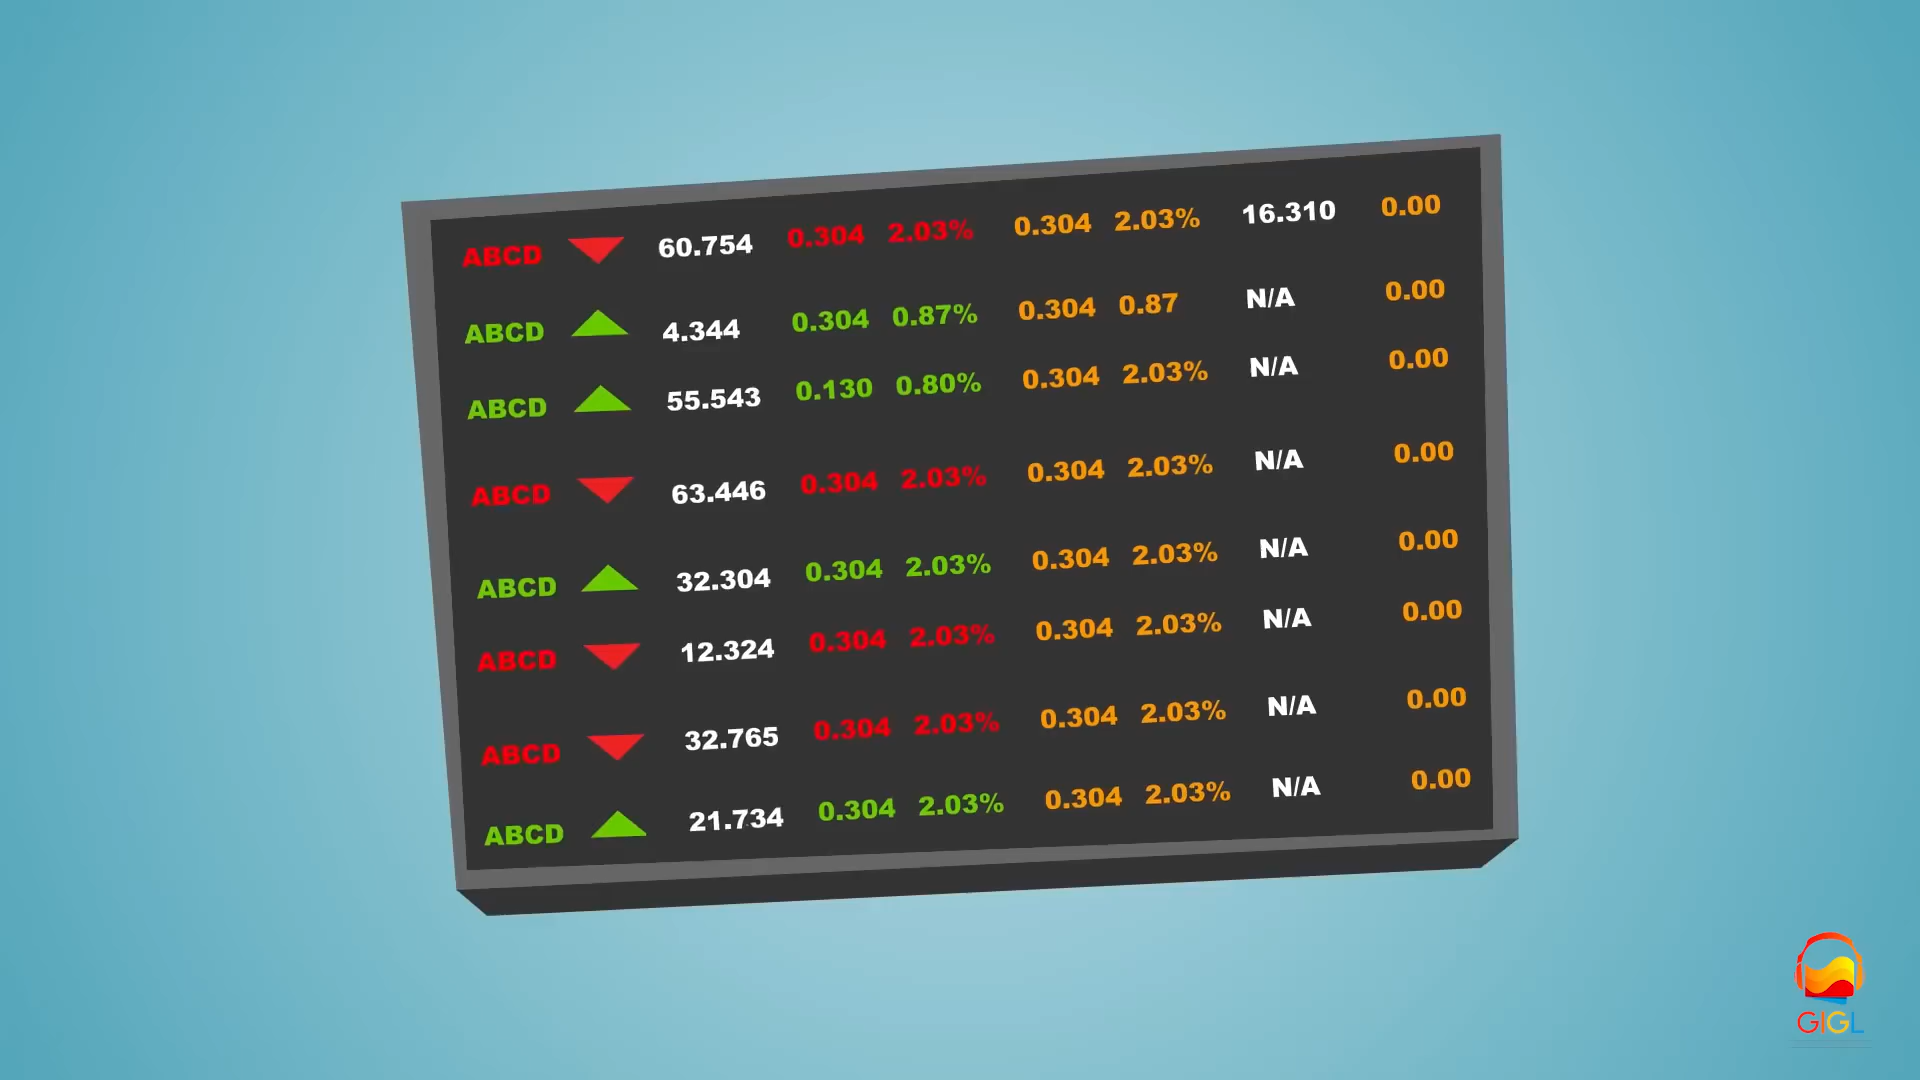 ABCD 60.754 0.304 2.03% 0.304 2.03% 16.310 0.00
ABCD 4.344 0.304 0.87% 0.304 0.87 N/A 0.00
ABCD 55.543 0.130 0.80% 0.304 2.03% N/A 0.00
ABCD 63.446 0.304 2.03% 0.304 2.03% N/A 0.00
ABCD 32.304 0.304 2.03% 0.304 2.03% N/A 0.00
ABCD 12.324 0.304 2.03% 0.304 2.03% N/A 0.00
ABCD 32.765 0.304 2.03% 0.304 2.03% N/A 0.00
ABCD 21.734 0.304 2.03% 0.304 2.03% N/A 0.00
GIGL